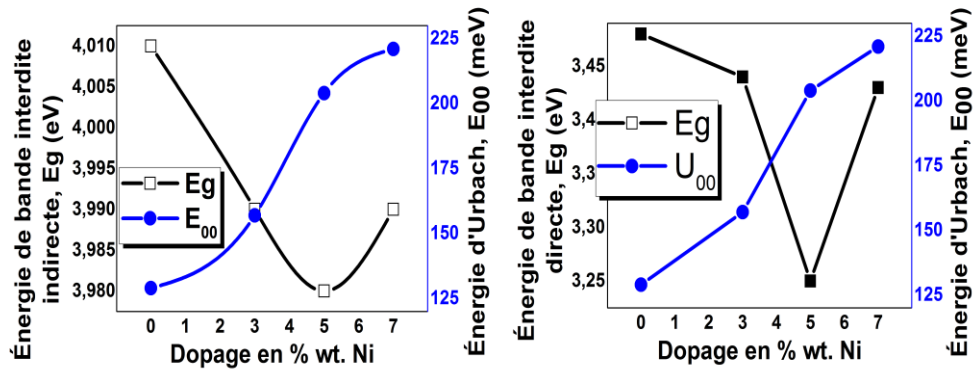 Énergie de bande interdite
indirecte, Eg (eV)
4,010
4,005
4,000
3,995
3,990
3,985
3,980
Eg
E00
225
200
175
150
125
Énergie d'Urbach, E00 (meV)
0 1 2 3 4 5 6 7
Dopage en % wt. Ni
Énergie de bande interdite
directe, Eg (eV)
3,45
3,4
3,3
3,30
3,25
Eg
U00
225
200
175
150
125
Énergie d'Urbach, E00 (meV)
0 1 2 3 4 5 6 7
Dopage en % wt. Ni